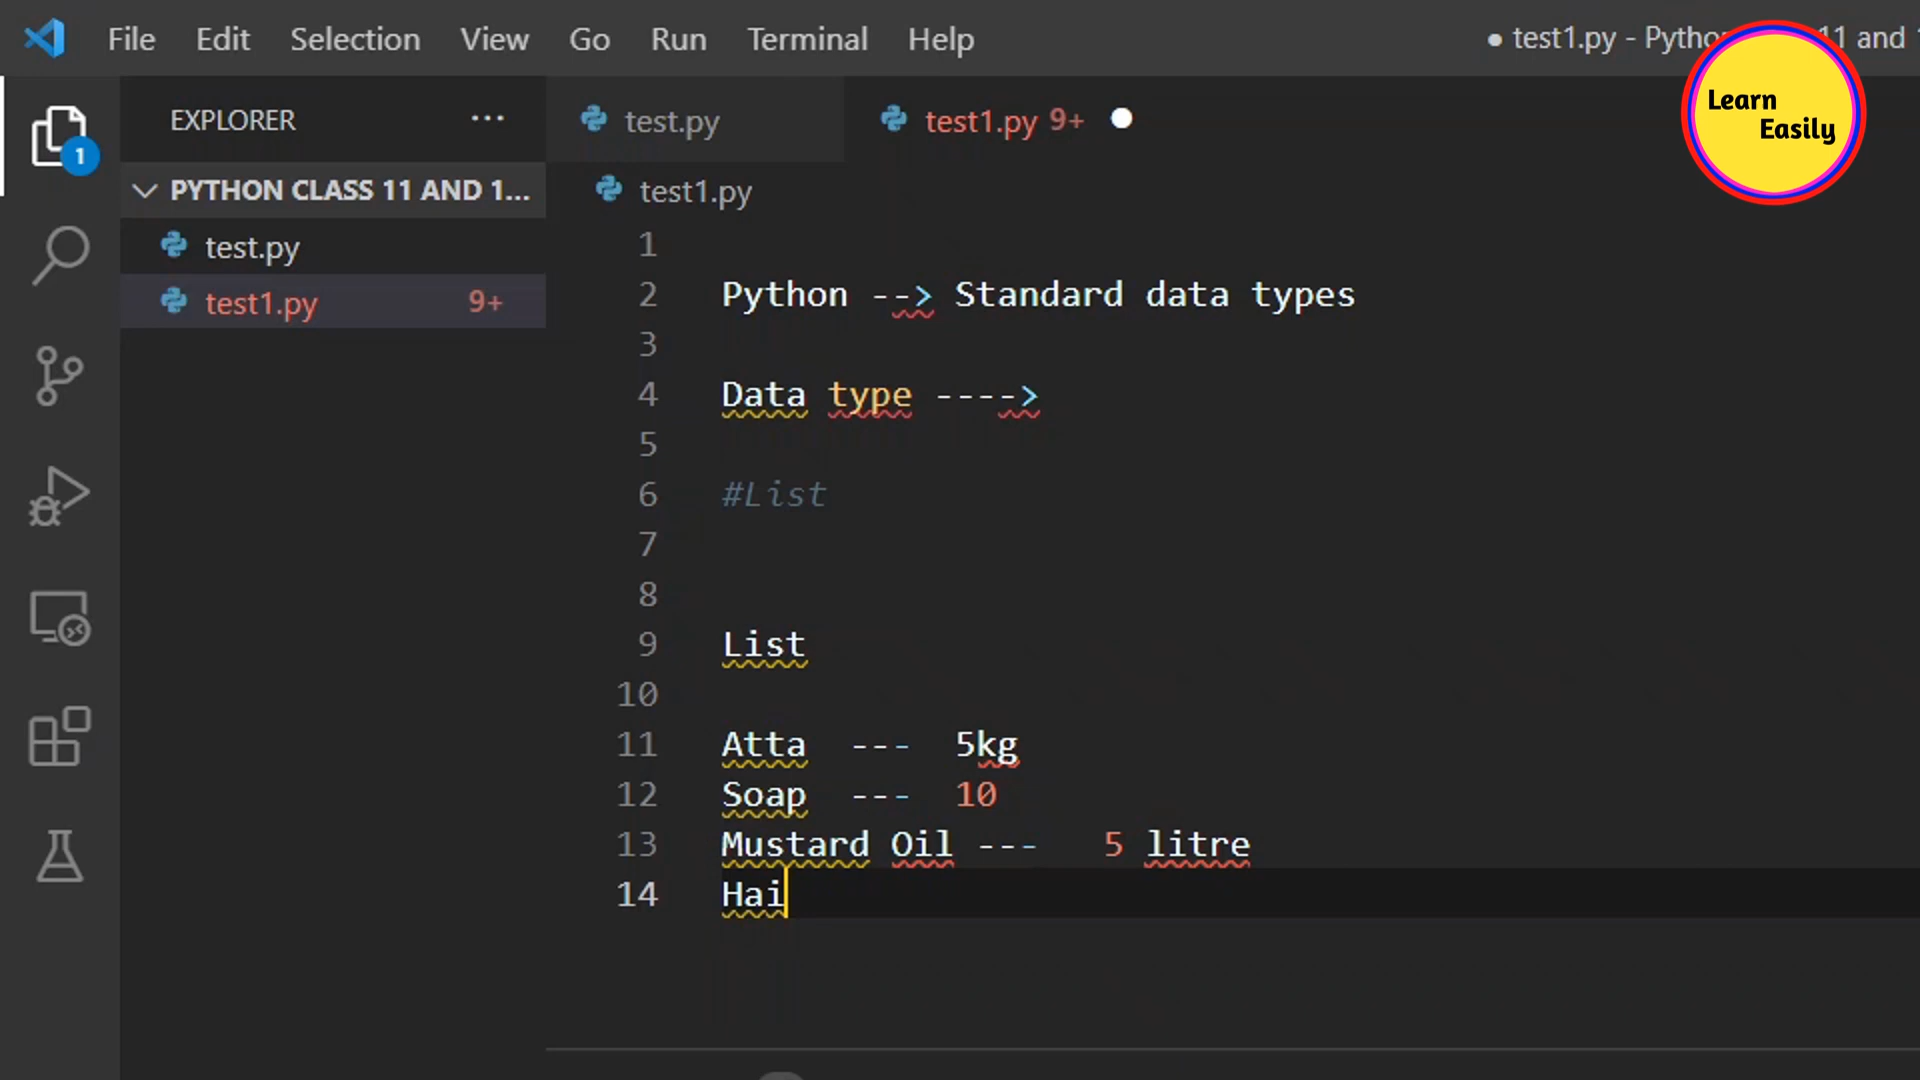 File Edit Selection View Go Run Terminal Help
● test1.py - Pytho 11 and
Learn
Easily
EXPLORER ...
test.py
test1.py 9+
1
PYTHON CLASS 11 AND 1...
test.py
test1.py 9+
test1.py
1
2 Python --> Standard data types
3
4 Data type ---->
5
6 #List
7
8
9 List
10
11 Atta --- 5kg
12 Soap --- 10
13 Mustard Oil --- 5 litre
14 Hai